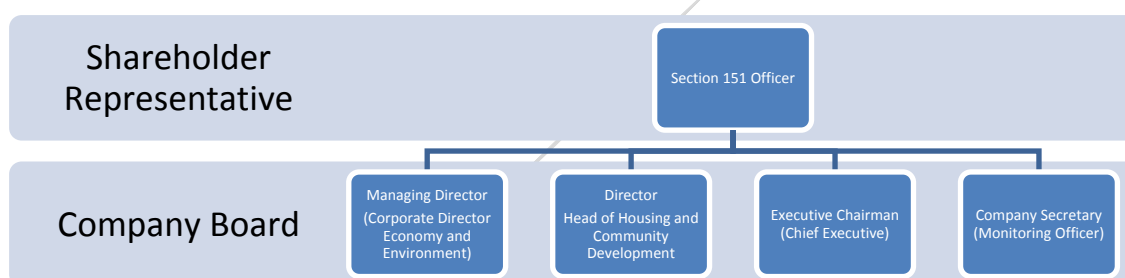 Shareholder
Representative
Section 151 Officer
Company Board
Managing Director
(Corporate Director
Economy and
Environment)
Director
Head of Housing and
Community
Development
Executive Chairman
(Chief Executive)
Company Secretary
(Monitoring Officer)